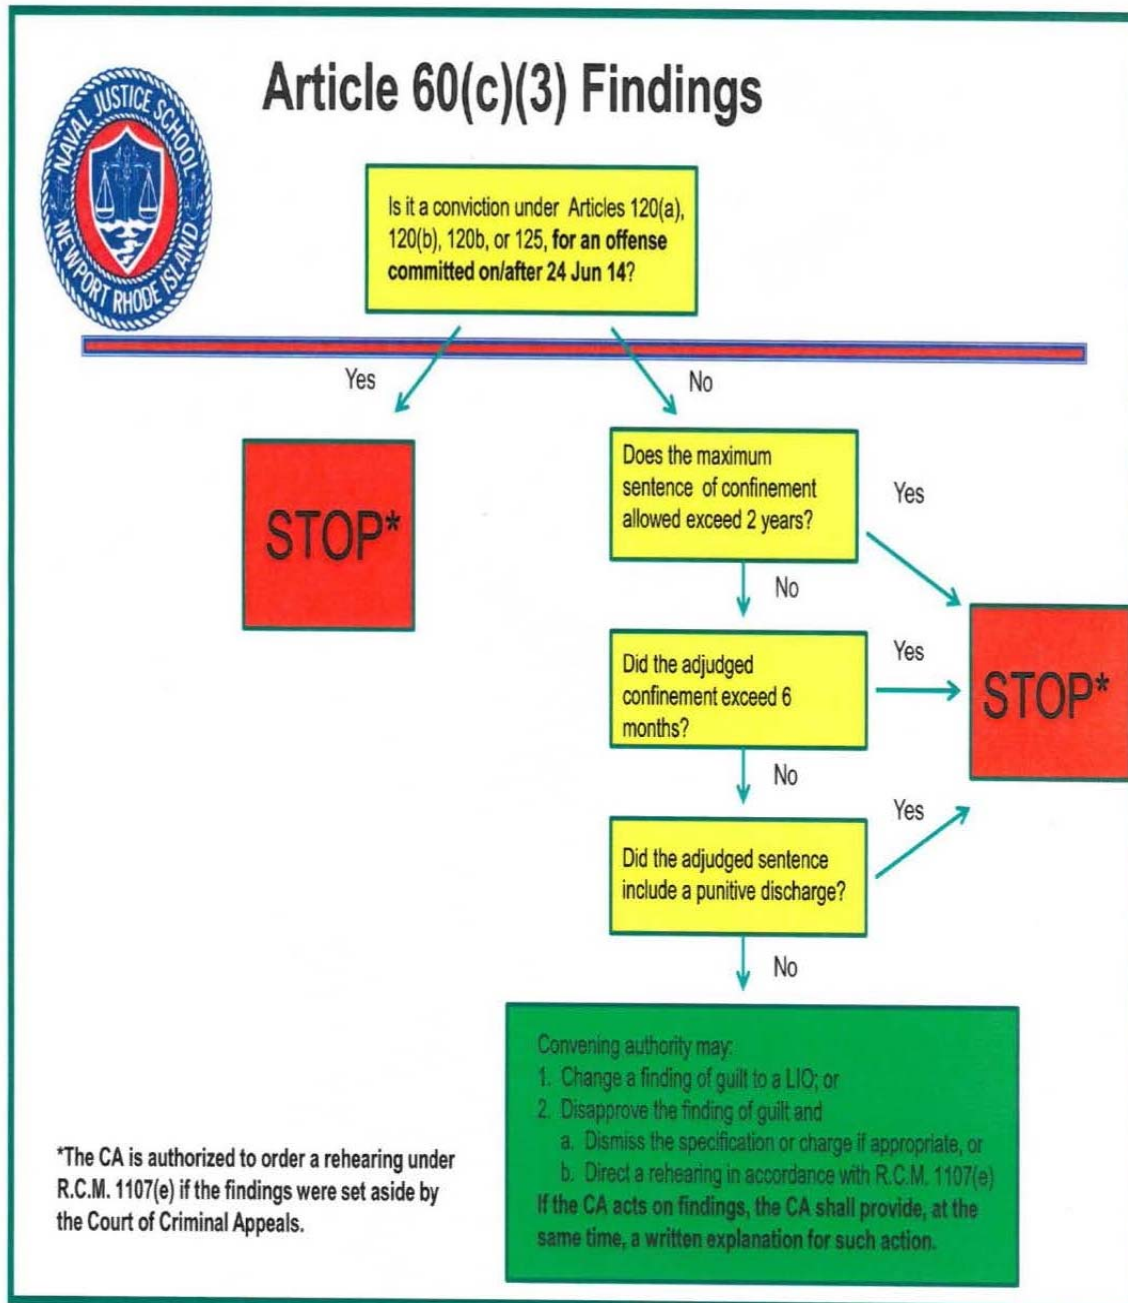 Article 60(c)(3) Findings
NAVAL JUSTICE SCHOOL
NEWPORT RHODE ISLAND
Is it a conviction under Articles 120(a),
120(b), 120b, or 125, for an offense
committed on/after 24 Jun 14?
Yes
No
STOP*
Does the maximum
sentence of confinement
allowed exceed 2 years?
Yes
No
Did the adjudged
confinement exceed 6
months?
Yes
STOP*
No
Did the adjudged sentence
include a punitive discharge?
Yes
No
Convening authority may:
1. Change a finding of guilt to a LIO; or
2. Disapprove the finding of guilt and
a. Dismiss the specification or charge if appropriate, or
b. Direct a rehearing in accordance with R.C.M. 1107(e)
If the CA acts on findings, the CA shall provide, at the
same time, a written explanation for such action.
*The CA is authorized to order a rehearing under
R.C.M. 1107(e) if the findings were set aside by
the Court of Criminal Appeals.